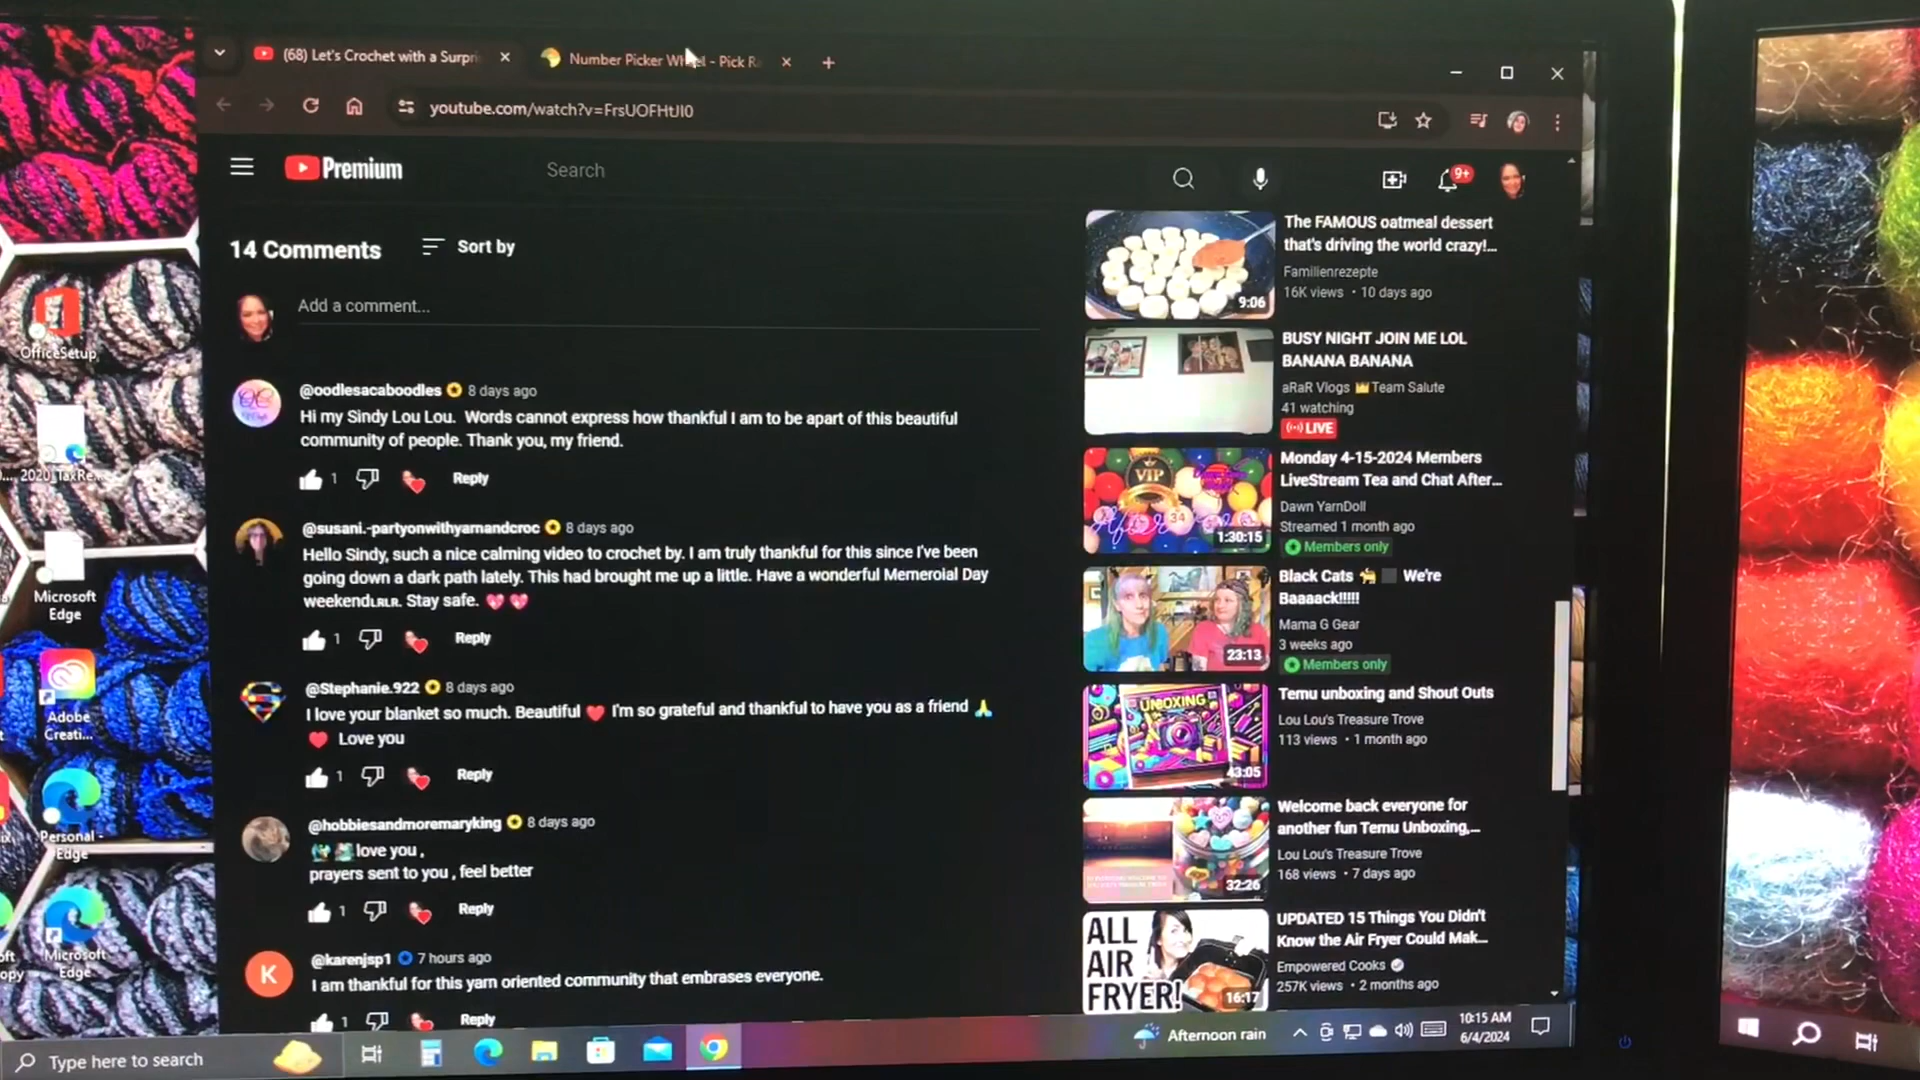 (68) Let's Crochet with a Surpri
Number Picker Wheel - Pick Ra
youtube.com/watch?v=FrsUOFHtJI0
Premium
Search
9+
14 Comments
Sort by
Add a comment...
@oodlesacaboodles 8 days ago
Hi my Sindy Lou Lou. Words cannot express how thankful I am to be apart of this beautiful
community of people. Thank you, my friend.
1 Reply
@susani.-partyonwithyarnandcroc 8 days ago
Hello Sindy, such a nice calming video to crochet by. I am truly thankful for this since I've been
going down a dark path lately. This had brought me up a little. Have a wonderful Memeroial Day
weekendLRLR. Stay safe.
1 Reply
@Stephanie.922 8 days ago
I love your blanket so much. Beautiful I'm so grateful and thankful to have you as a friend
Love you
1 Reply
@hobbiesandmoremaryking 8 days ago
love you ,
prayers sent to you , feel better
1 Reply
@karenjsp1 7 hours ago
I am thankful for this yarn oriented community that embrases everyone.
1 Reply
K
The FAMOUS oatmeal dessert
that's driving the world crazy!...
Familienrezepte
16K views • 10 days ago
9:06
BUSY NIGHT JOIN ME LOL
BANANA BANANA
aRaR Vlogs Team Salute
41 watching
LIVE
Monday 4-15-2024 Members
LiveStream Tea and Chat After...
Dawn YarnDoll
Streamed 1 month ago
Members only
VIP
34
1:30:15
Black Cats We're
Baaaack!!!!!
Mama G Gear
3 weeks ago
Members only
23:13
Temu unboxing and Shout Outs
Lou Lou's Treasure Trove
113 views • 1 month ago
UNBOXING
43:05
Welcome back everyone for
another fun Temu Unboxing,...
Lou Lou's Treasure Trove
168 views • 7 days ago
32:26
UPDATED 15 Things You Didn't
Know the Air Fryer Could Mak...
Empowered Cooks
257K views • 2 months ago
ALL
AIR
FRYER!
16:17
OfficeSetup
2020_TaxRe...
Microsoft
Edge
Adobe
Creati...
Personal -
Edge
Microsoft
Edge
Type here to search
Afternoon rain
10:15 AM
6/4/2024